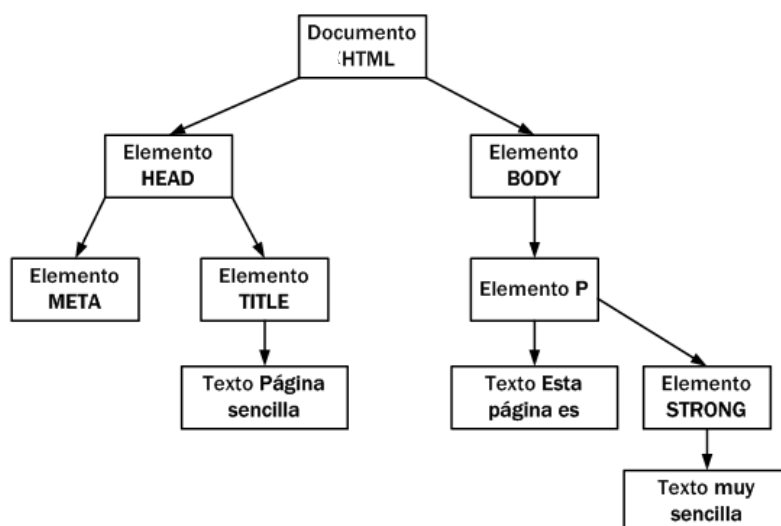 Documento
HTML
Elemento
HEAD
Elemento
BODY
Elemento
META
Elemento
TITLE
Elemento P
Texto Página
sencilla
Texto Esta
página es
Elemento
STRONG
Texto muy
sencilla